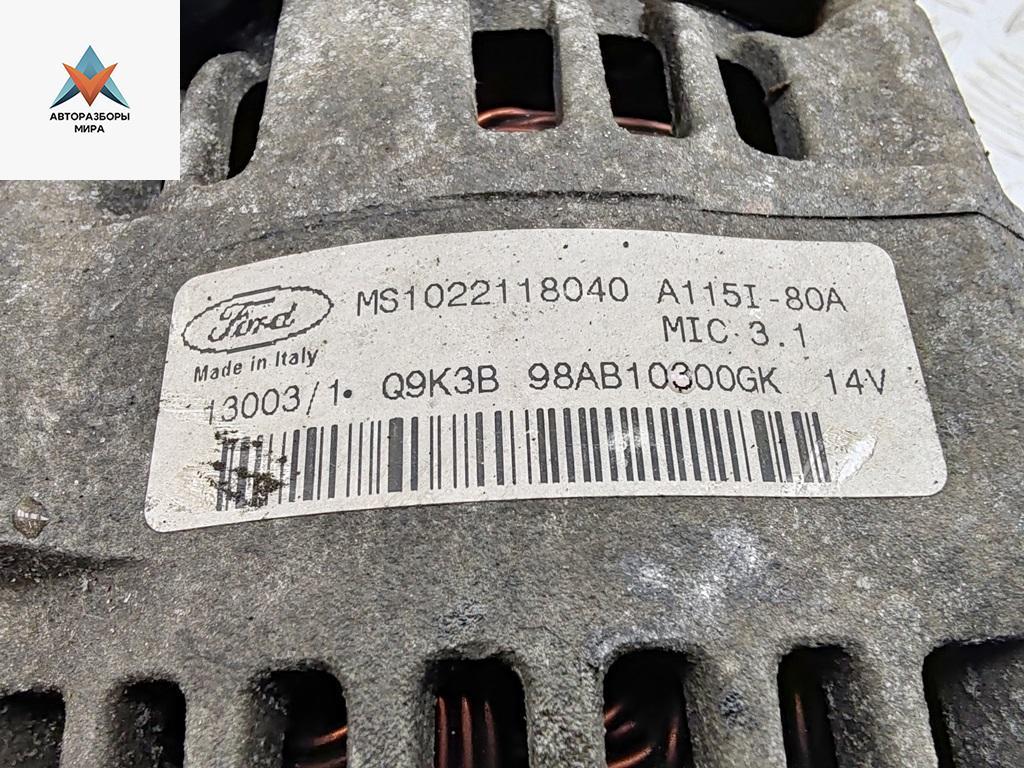 АВТОРАЗБОРЫ
МИРА
Ford MS1022118040 A115I-80A
MIC 3.1
Made in Italy
13003/1• Q9K3B 98AB10300GK 14V